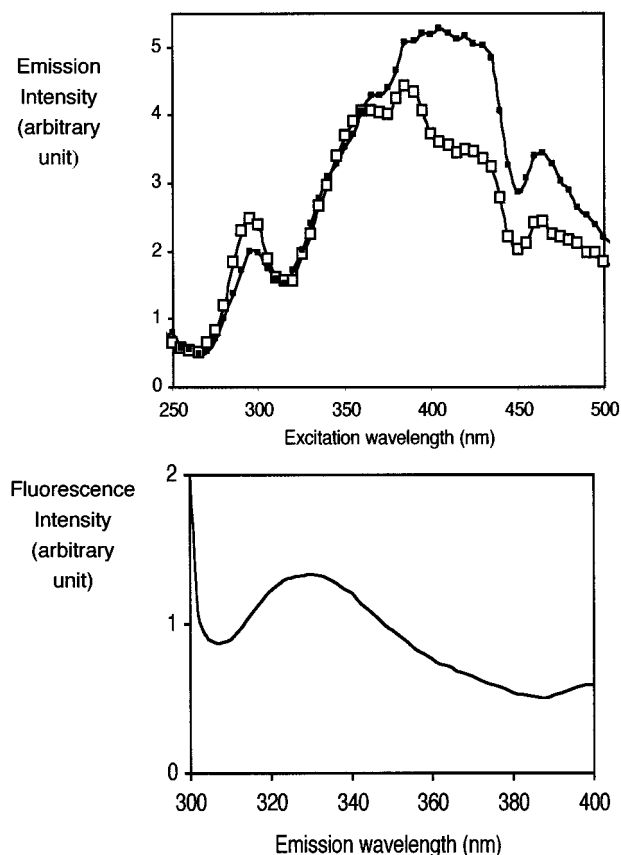 Emission
Intensity
(arbitrary
unit)
5
4
3
2
1
0
250 300 350 400 450 500
Excitation wavelength (nm)
Fluorescence
Intensity
(arbitrary
unit)
2
1
0
300 320 340 360 380 400
Emission wavelength (nm)